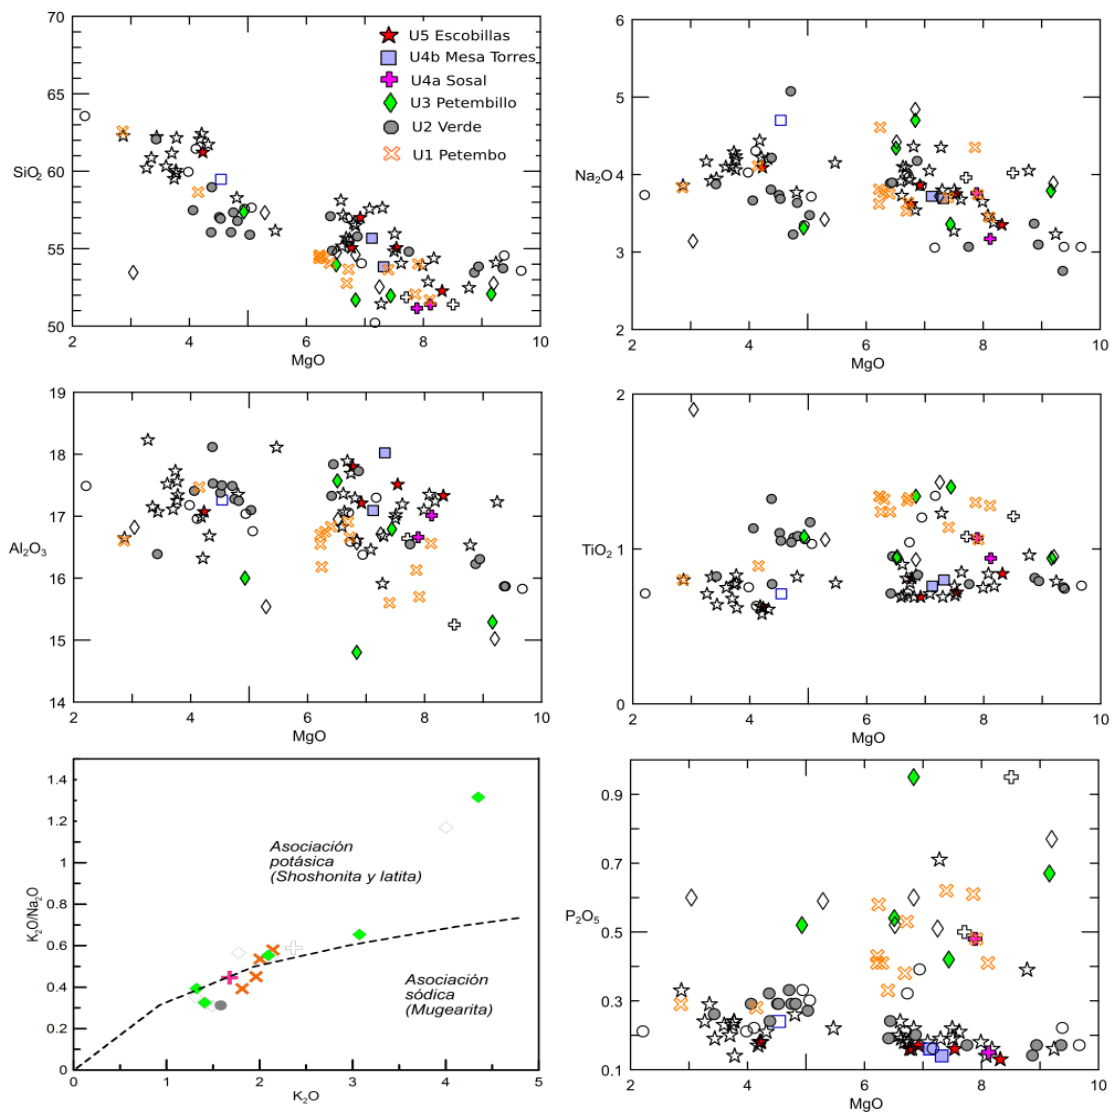 70
65
60
SiO2
55
50
2
4
6
8
10
MgO
U5 Escobillas
U4b Mesa Torres
U4a Sosal
U3 Petembillo
U2 Verde
U1 Petembo
6
5
Na2O
4
3
2
2
4
6
8
10
MgO
19
18
17
Al2O3
16
15
14
2
4
6
8
10
MgO
2
TiO2
1
0
2
4
6
8
10
MgO
1.4
1.2
1
0.8
K2O/Na2O
0.6
0.4
0.2
0
0
1
2
3
4
5
K2O
Asociación
potásica
(Shoshonita y latita)
Asociación
sódica
(Mugearita)
0.9
0.7
P2O5
0.5
0.3
0.1
2
4
6
8
10
MgO